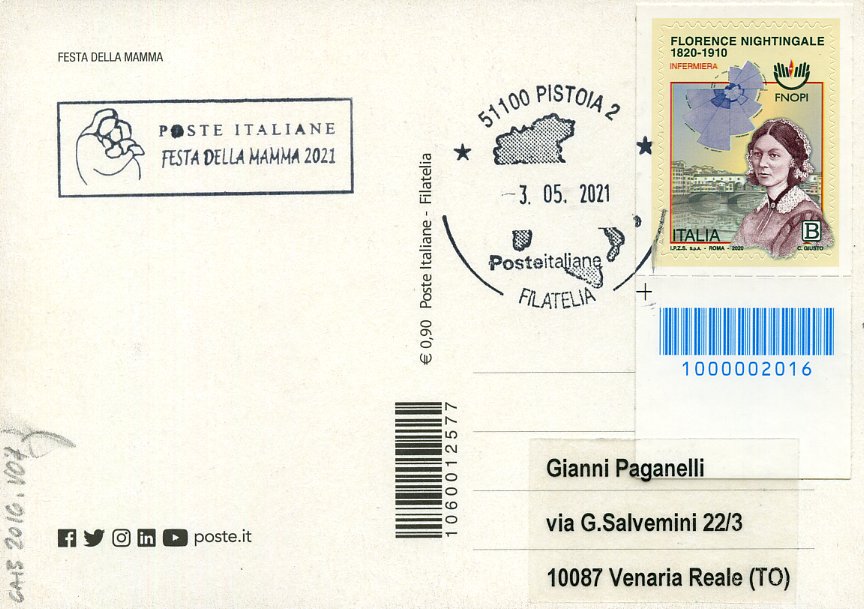 FESTA DELLA MAMMA
POSTE ITALIANE
FESTA DELLA MAMMA 2021
51100 PISTOIA 2
-3. 05. 2021
Posteitaliane
FILATELIA
FLORENCE NIGHTINGALE
1820-1910
INFERMIERA
FNOPI
ITALIA
B
I.P.Z.S. S.p.A. - ROMA - 2020
C. GIUSTO
1000002016
€ 0,90 Poste Italiane - Filatelia
10600012577
Gianni Paganelli
via G.Salvemini 22/3
10087 Venaria Reale (TO)
poste.it